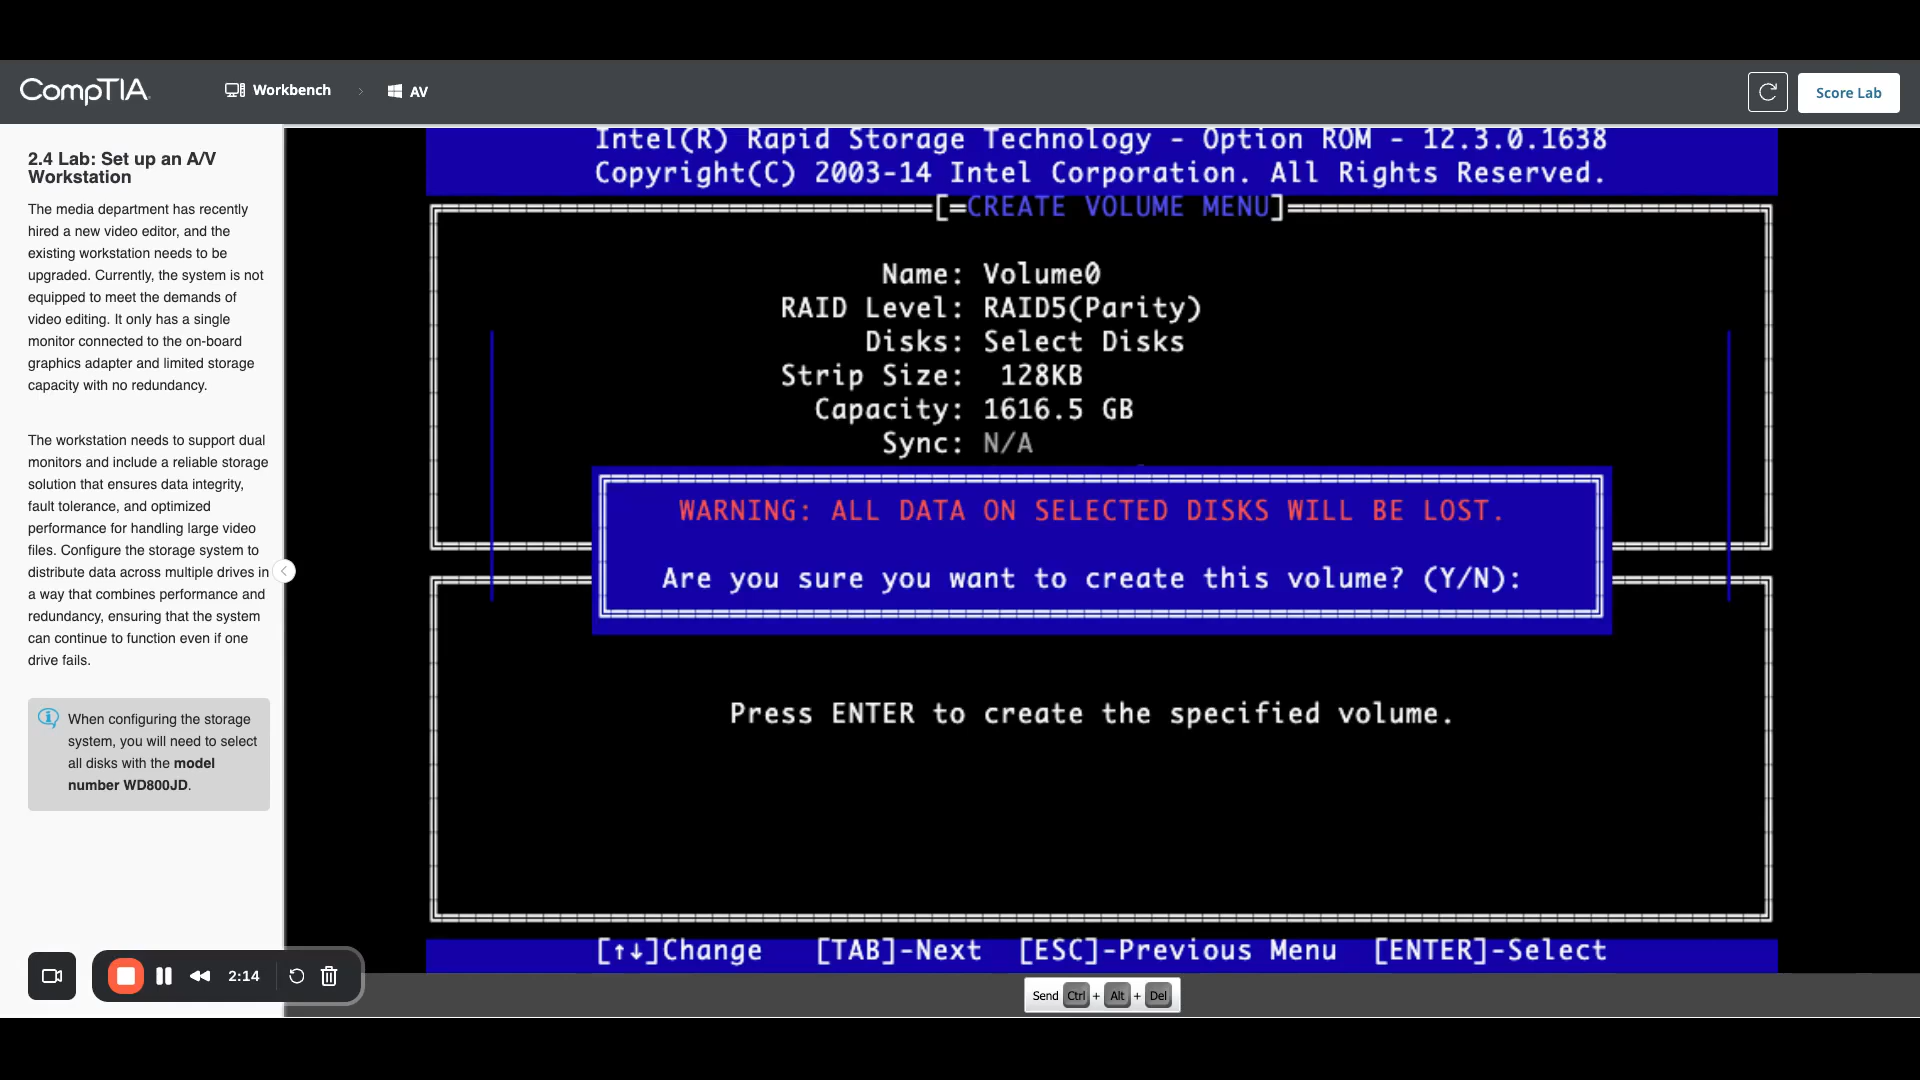 CompTIA.
Workbench
AV
Score Lab
2.4 Lab: Set up an A/V
Workstation
The media department has recently
hired a new video editor, and the
existing workstation needs to be
upgraded. Currently, the system is not
equipped to meet the demands of
video editing. It only has a single
monitor connected to the on-board
graphics adapter and limited storage
capacity with no redundancy.
The workstation needs to support dual
monitors and include a reliable storage
solution that ensures data integrity,
fault tolerance, and optimized
performance for handling large video
files. Configure the storage system to
distribute data across multiple drives in
a way that combines performance and
redundancy, ensuring that the system
can continue to function even if one
drive fails.
When configuring the storage
system, you will need to select
all disks with the model
number WD800JD.
2:14
Intel(R) Rapid Storage Technology - Option ROM - 12.3.0.1638
Copyright(C) 2003-14 Intel Corporation. All Rights Reserved.
[=CREATE VOLUME MENU]
Name: Volume0
RAID Level: RAID5(Parity)
Disks: Select Disks
Strip Size: 128KB
Capacity: 1616.5 GB
Sync: N/A
WARNING: ALL DATA ON SELECTED DISKS WILL BE LOST.
Are you sure you want to create this volume? (Y/N):
Press ENTER to create the specified volume.
[↑↓]Change [TAB]-Next [ESC]-Previous Menu [ENTER]-Select
Send Ctrl + Alt + Del